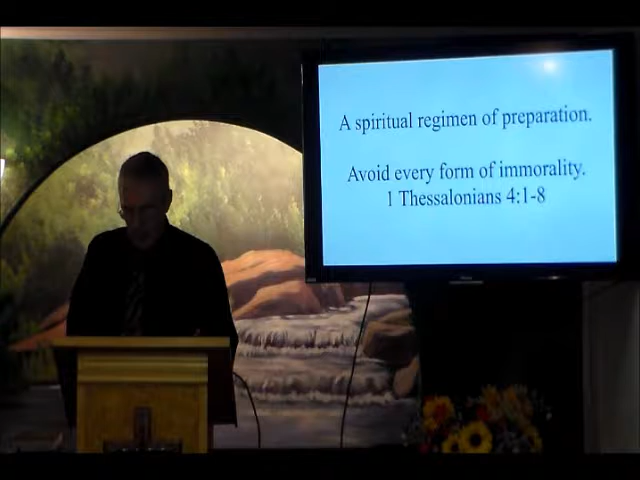 A spiritual regimen of preparation.
Avoid every form of immorality.
1 Thessalonians 4:1-8